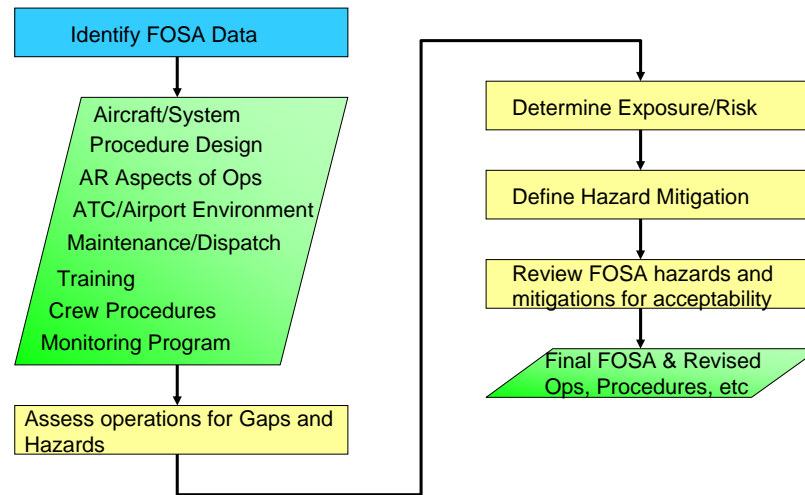 Identify FOSA Data
Aircraft/System
Procedure Design
AR Aspects of Ops
ATC/Airport Environment
Maintenance/Dispatch
Training
Crew Procedures
Monitoring Program
Assess operations for Gaps and
Hazards
Determine Exposure/Risk
Define Hazard Mitigation
Review FOSA hazards and
mitigations for acceptability
Final FOSA & Revised
Ops, Procedures, etc